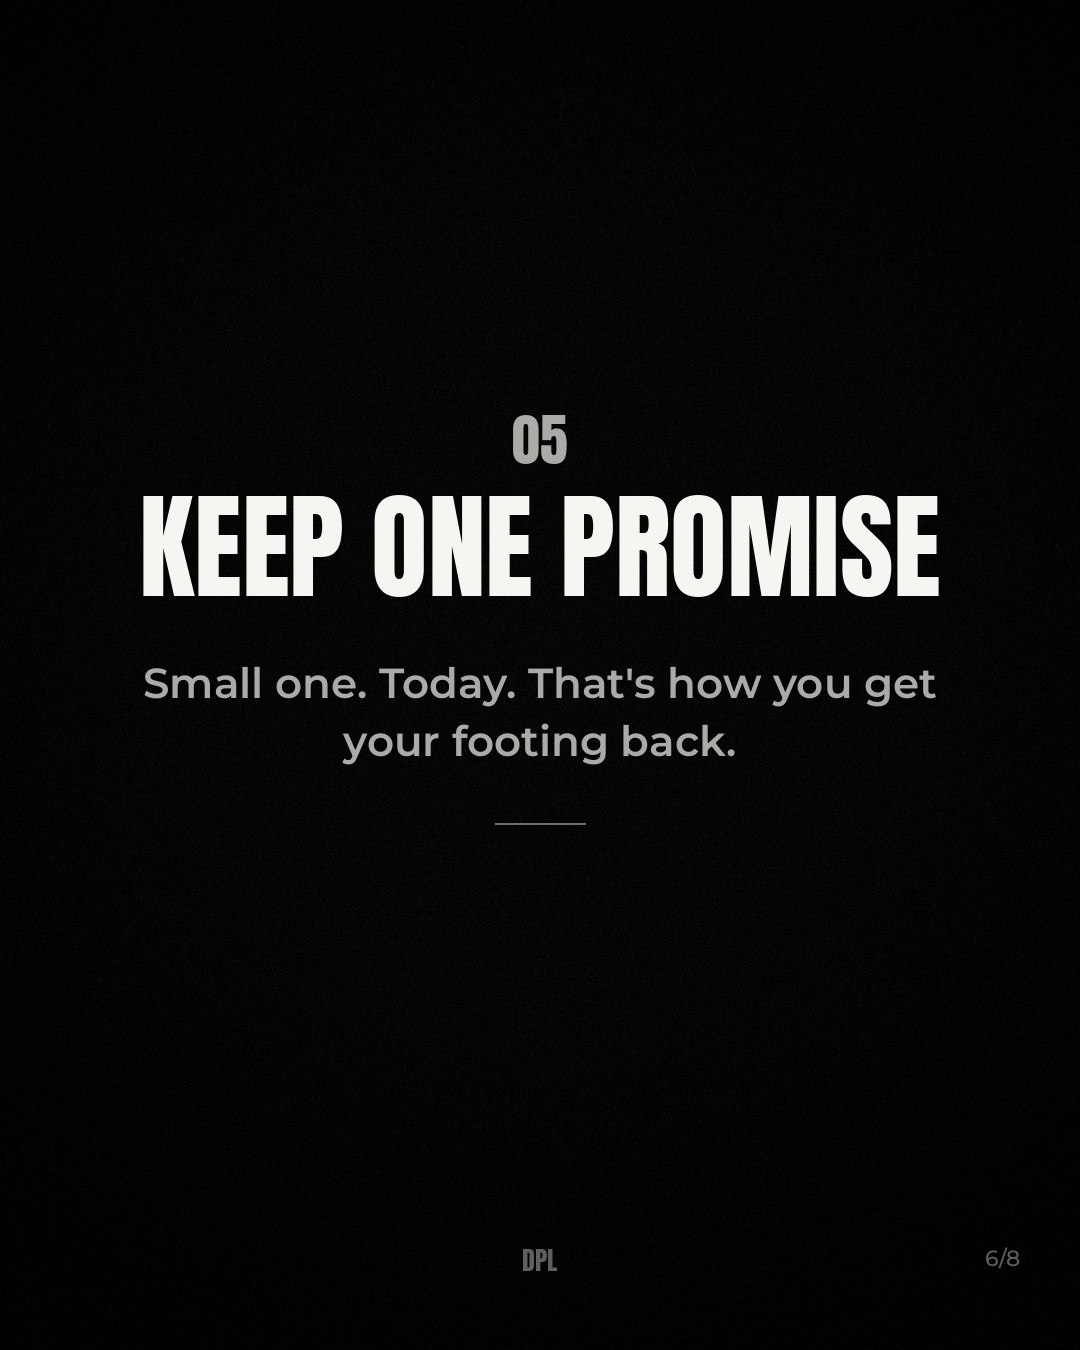 05
KEEP ONE PROMISE
Small one. Today. That's how you get
your footing back.
DPL
6/8